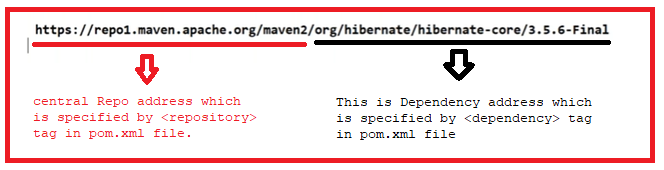 https://repo1.maven.apache.org/maven2/org/hibernate/hibernate-core/3.5.6-Final
central Repo address which
is specified by <repository>
tag in pom.xml file.
This is Dependency address which
is specified by <dependency> tag
in pom.xml file